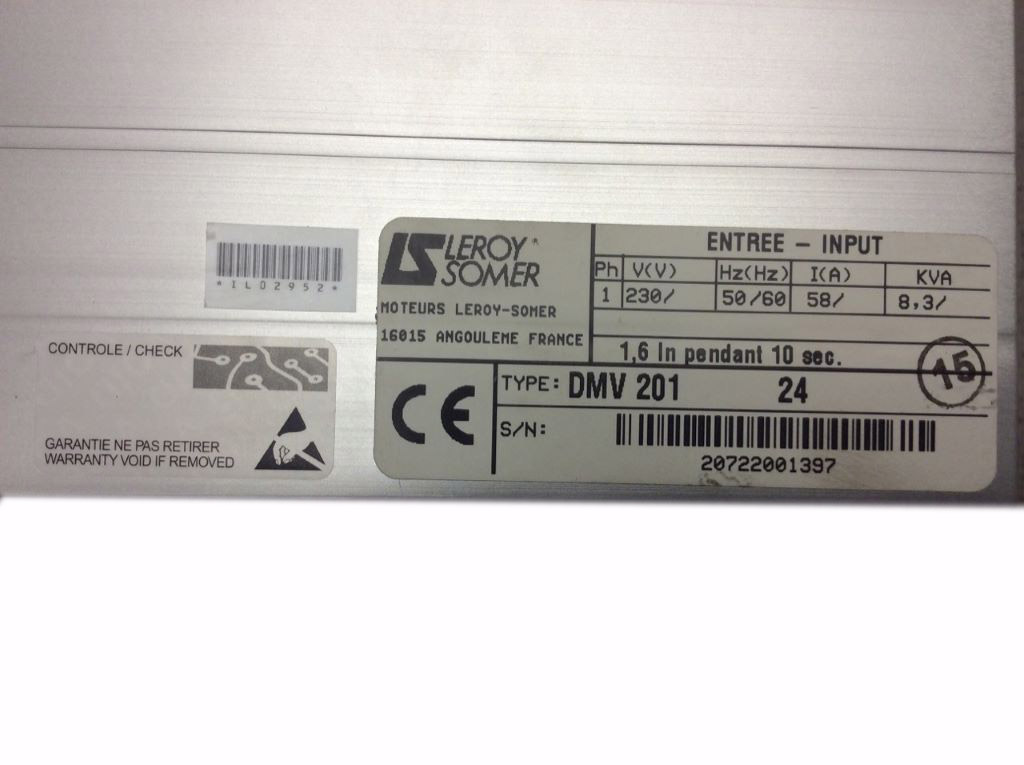 *IL02952*
CONTROLE / CHECK
GARANTIE NE PAS RETIRER
WARRANTY VOID IF REMOVED
LS LEROY
SOMER
MOTEURS LEROY-SOMER
16015 ANGOULEME FRANCE
ENTREE - INPUT
Ph V(V) Hz(Hz) I(A) KVA
1 230/ 50/60 58/ 8,3/
1,6 In pendant 10 sec.
15
CE
TYPE: DMV 201 24
S/N:
20722001397